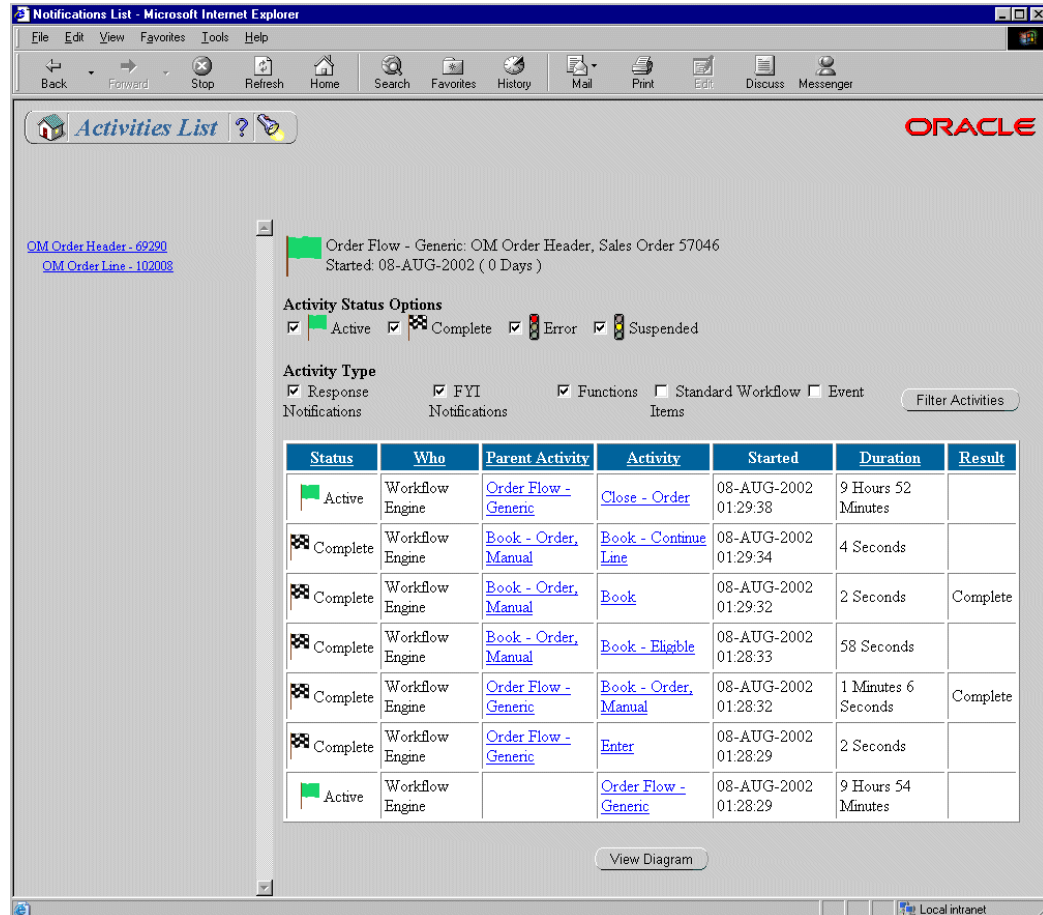 Notifications List - Microsoft Internet Explorer
File Edit View Favorites Tools Help
Back Forward Stop Refresh Home Search Favorites History Mail Print Edit Discuss Messenger
Activities List ?
ORACLE
OM Order Header - 69290
OM Order Line - 102008
Order Flow - Generic: OM Order Header, Sales Order 57046
Started: 08-AUG-2002 ( 0 Days )
Activity Status Options
Active Complete Error Suspended
Activity Type
Response Notifications FYI Notifications Functions Standard Workflow Items Event
Filter Activities
Status Who Parent Activity Activity Started Duration Result
Active Workflow Engine Order Flow - Generic Close - Order 08-AUG-2002 01:29:38 9 Hours 52 Minutes
Complete Workflow Engine Book - Order, Manual Book - Continue Line 08-AUG-2002 01:29:34 4 Seconds
Complete Workflow Engine Book - Order, Manual Book 08-AUG-2002 01:29:32 2 Seconds Complete
Complete Workflow Engine Book - Order, Manual Book - Eligible 08-AUG-2002 01:28:33 58 Seconds
Complete Workflow Engine Order Flow - Generic Book - Order, Manual 08-AUG-2002 01:28:32 1 Minutes 6 Seconds Complete
Complete Workflow Engine Order Flow - Generic Enter 08-AUG-2002 01:28:29 2 Seconds
Active Workflow Engine Order Flow - Generic 08-AUG-2002 01:28:29 9 Hours 54 Minutes
View Diagram
Local intranet